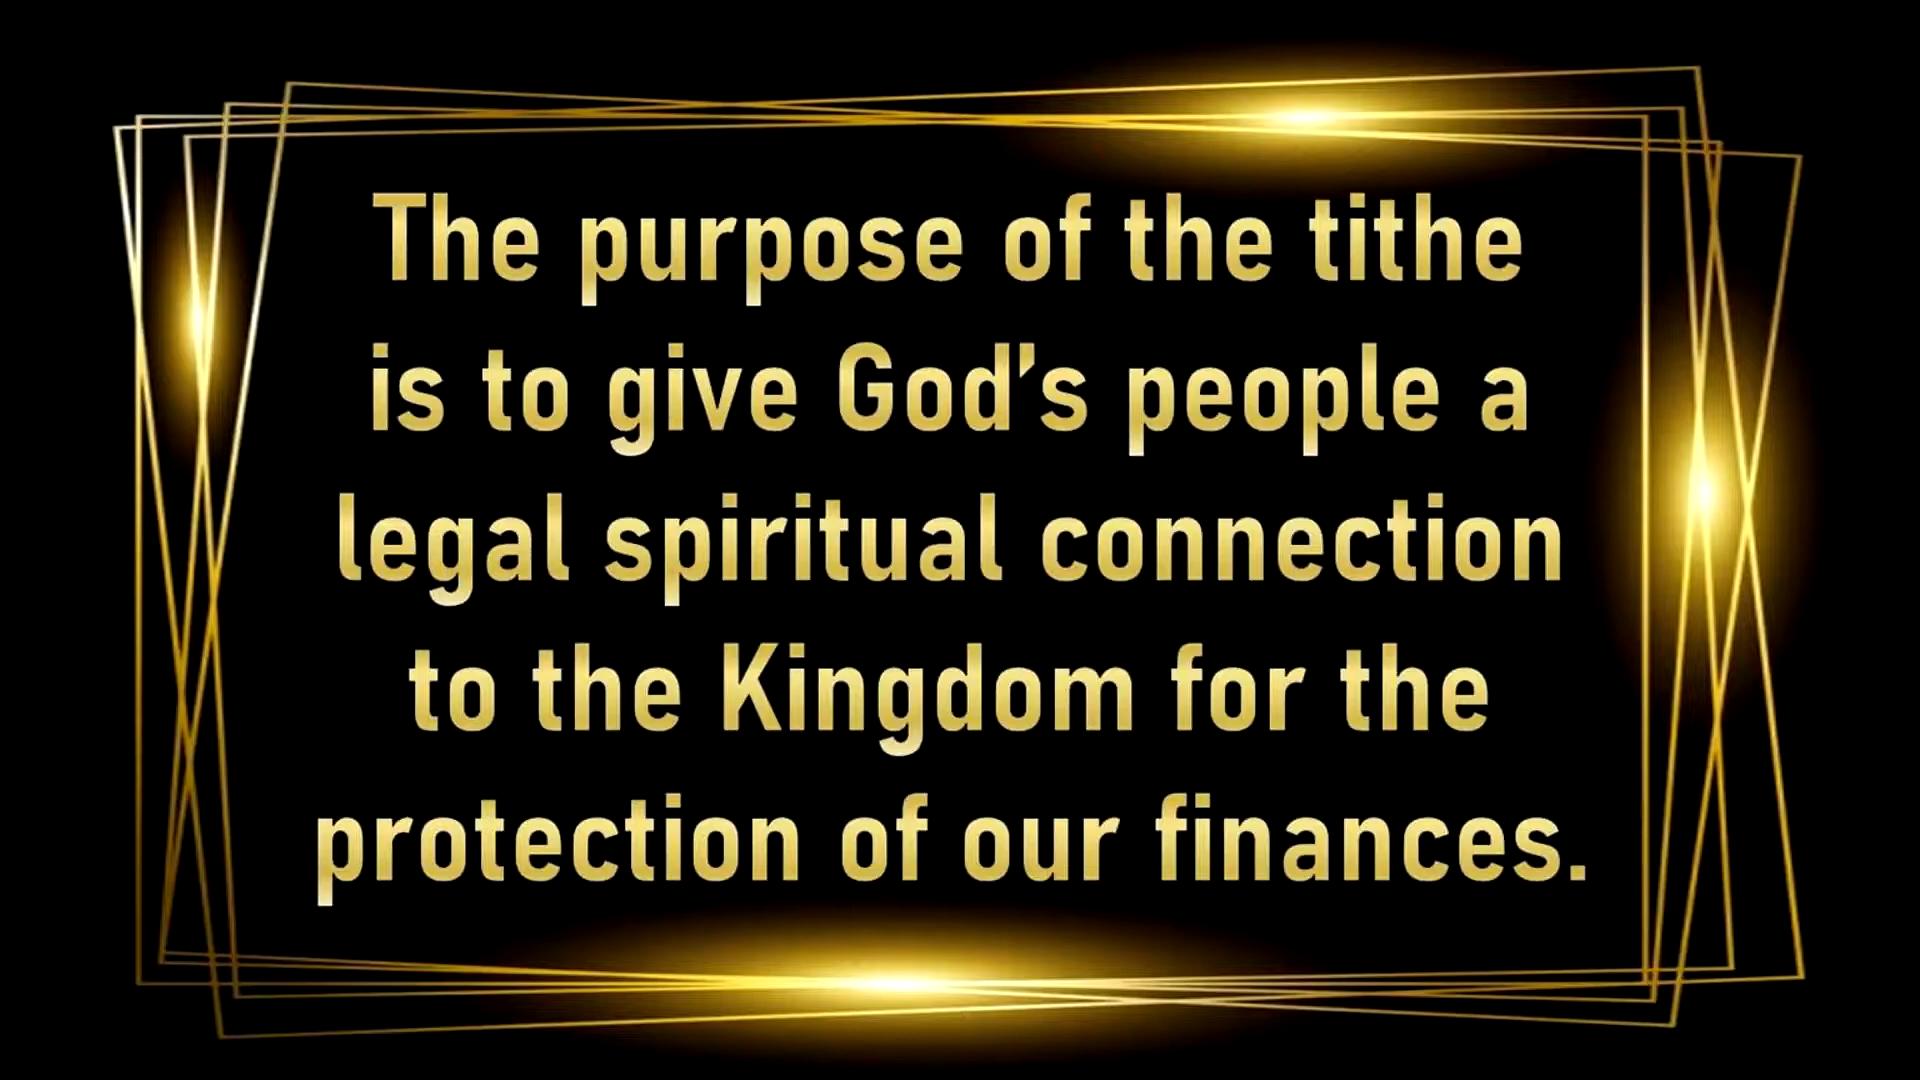 The purpose of the tithe
is to give God’s people a
legal spiritual connection
to the Kingdom for the
protection of our finances.